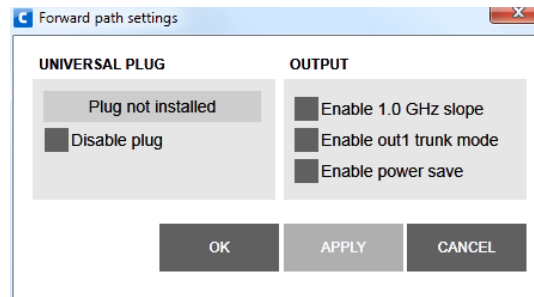 C Forward path settings
UNIVERSAL PLUG
Plug not installed
Disable plug
OUTPUT
Enable 1.0 GHz slope
Enable out1 trunk mode
Enable power save
OK
APPLY
CANCEL